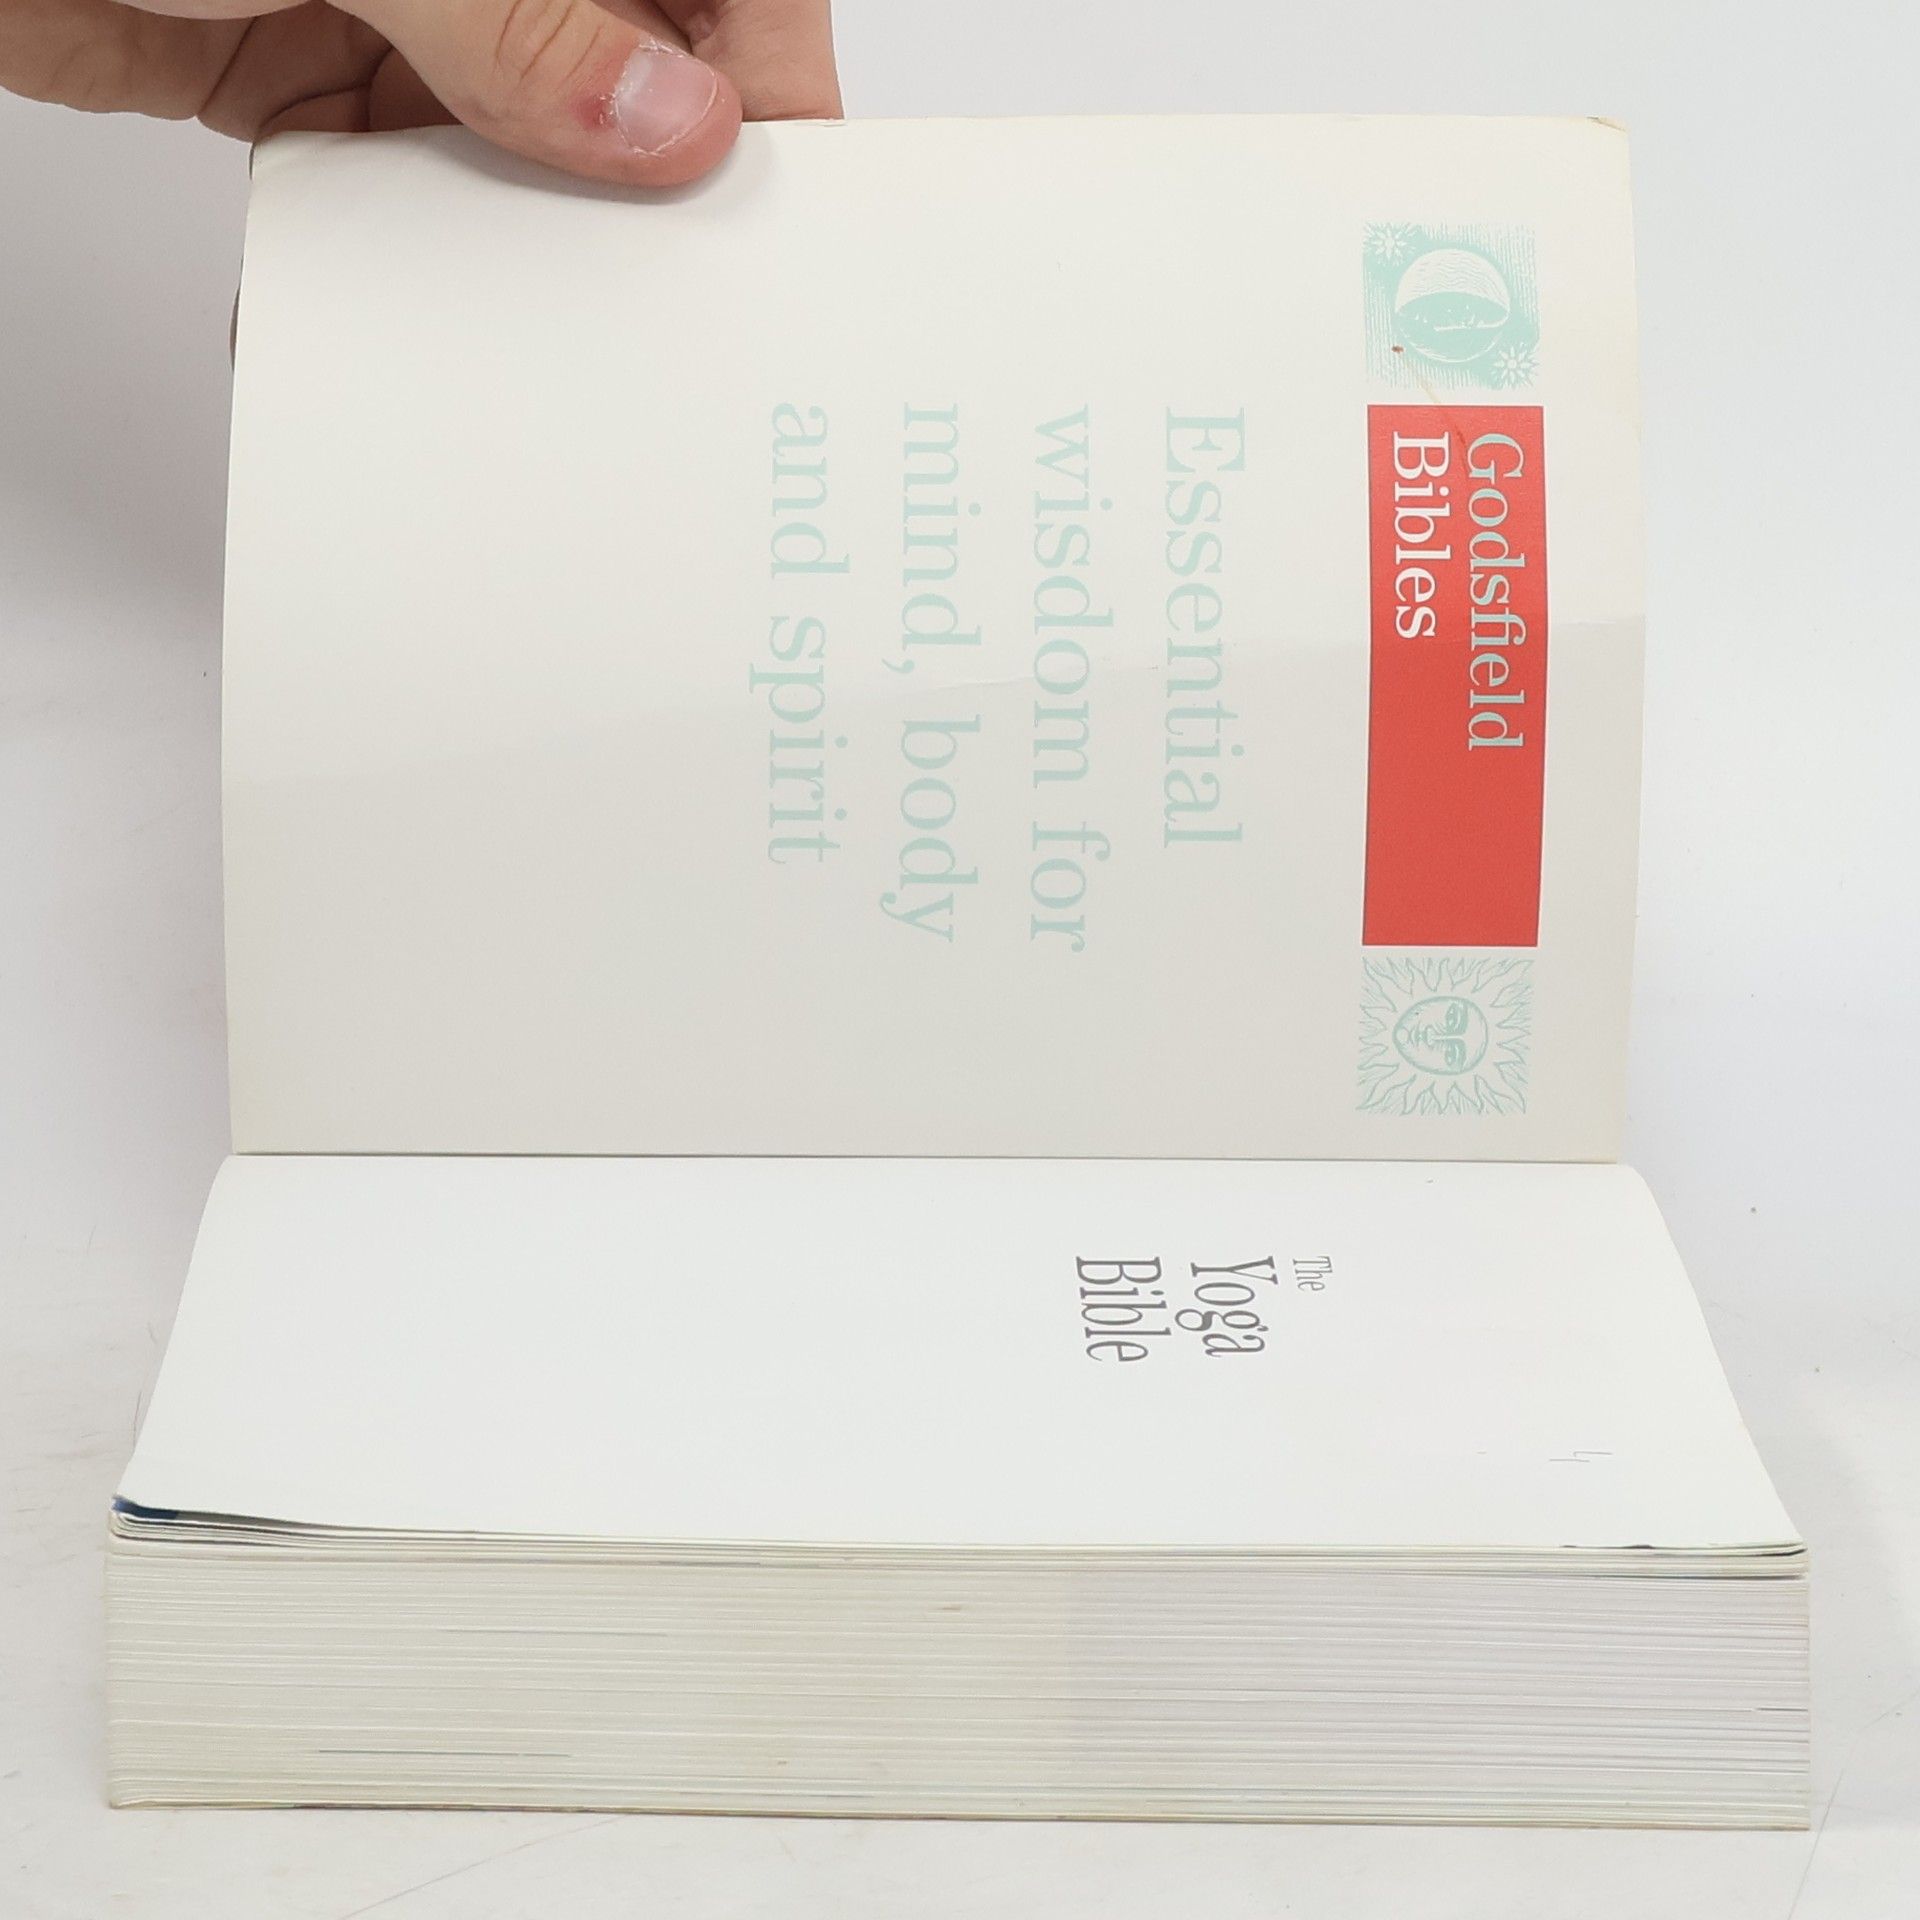 Godsfield
Bibles
Essential
wisdom for
mind, body
and spirit
The
Yoga
Bible